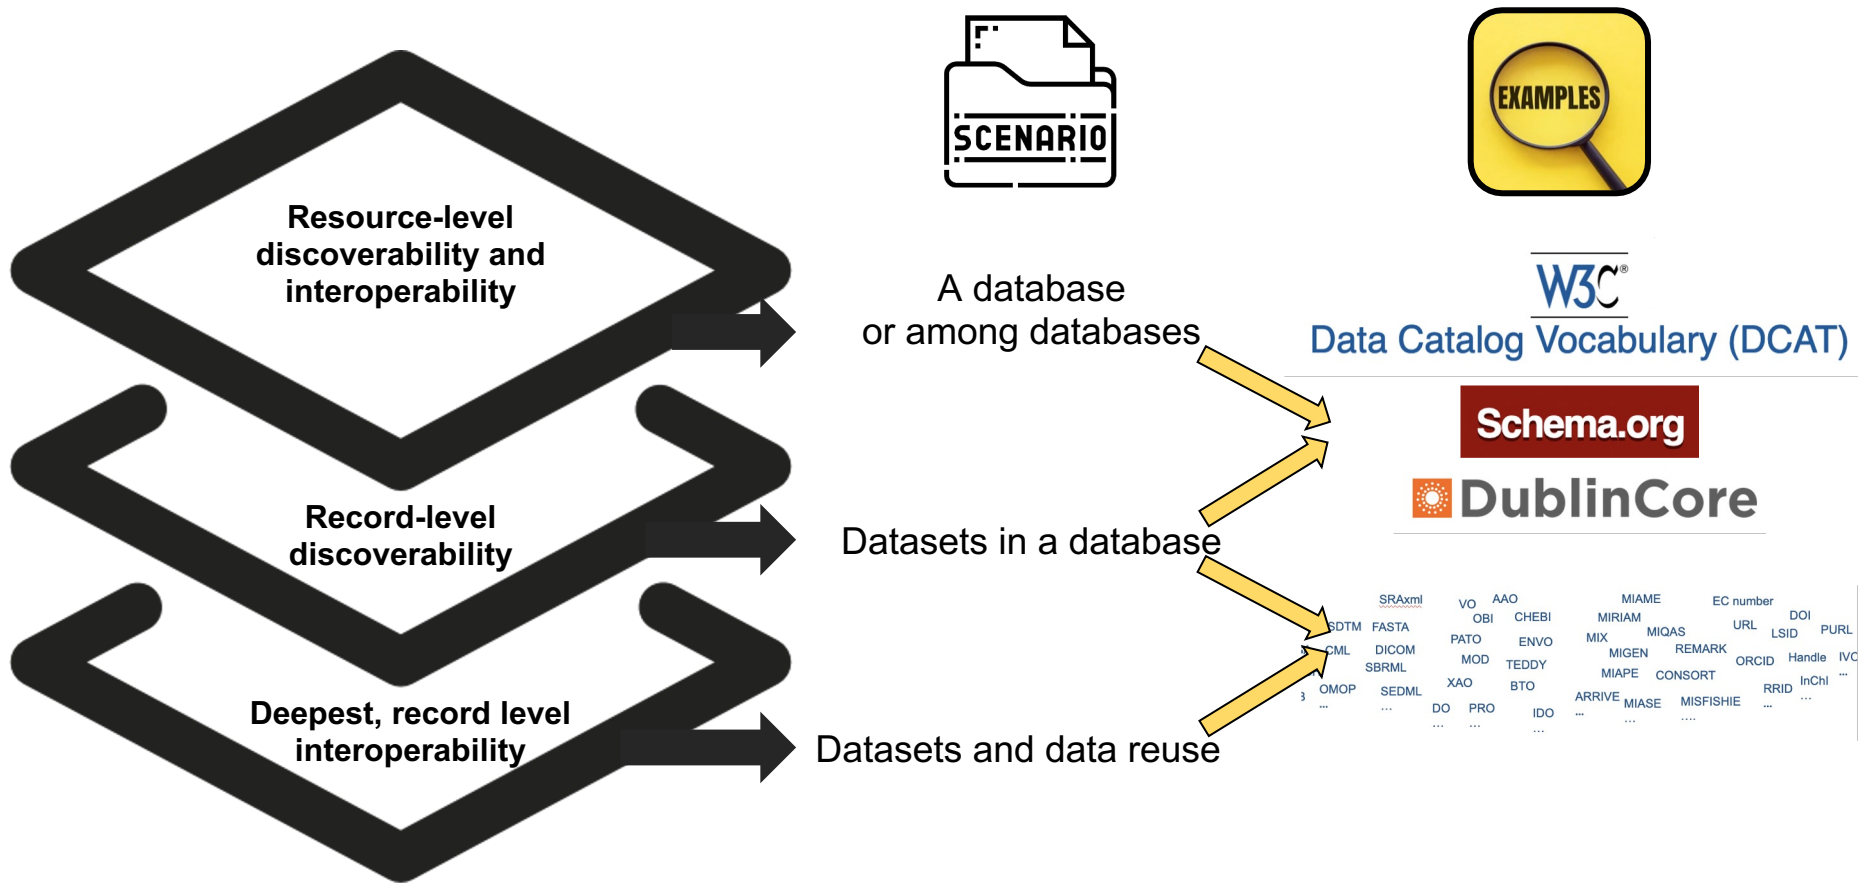 SCENARIO
EXAMPLES
Resource-level
discoverability and
interoperability
A database
or among databases
W3C®
Data Catalog Vocabulary (DCAT)
Schema.org
DublinCore
Record-level
discoverability
Datasets in a database
Deepest, record level
interoperability
Datasets and data reuse
SRAxml
SDTM FASTA
CML DICOM
SBRML
OMOP SEDML
... ...
VO AAO
OBI CHEBI
PATO ENVO
MOD TEDDY
XAO BTO
DO PRO IDO
... ... ...
MIAME
MIRIAM
MIX MIQAS
MIGEN REMARK
MIAPE CONSORT
ARRIVE MIASE MISFISHIE
... ... ....
EC number
URL DOI
LSID PURL
ORCID Handle
RRID InChI
... ... ...